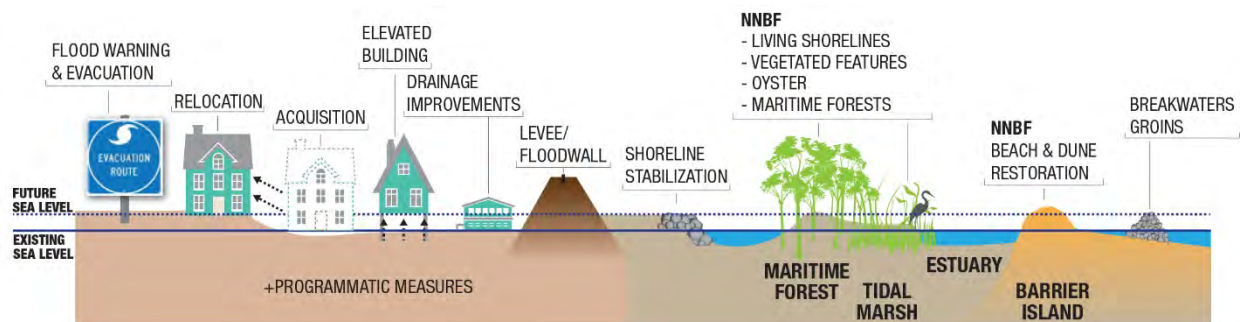 FLOOD WARNING
& EVACUATION
EVACUATION
ROUTE
RELOCATION
ACQUISITION
ELEVATED
BUILDING
DRAINAGE
IMPROVEMENTS
LEVEE/
FLOODWALL
SHORELINE
STABILIZATION
NNBF
- LIVING SHORELINES
- VEGETATED FEATURES
- OYSTER
- MARITIME FORESTS
NNBF
BEACH & DUNE
RESTORATION
BREAKWATERS
GROINS
FUTURE
SEA LEVEL
EXISTING
SEA LEVEL
+PROGRAMMATIC MEASURES
MARITIME
FOREST
TIDAL
MARSH
ESTUARY
BARRIER
ISLAND